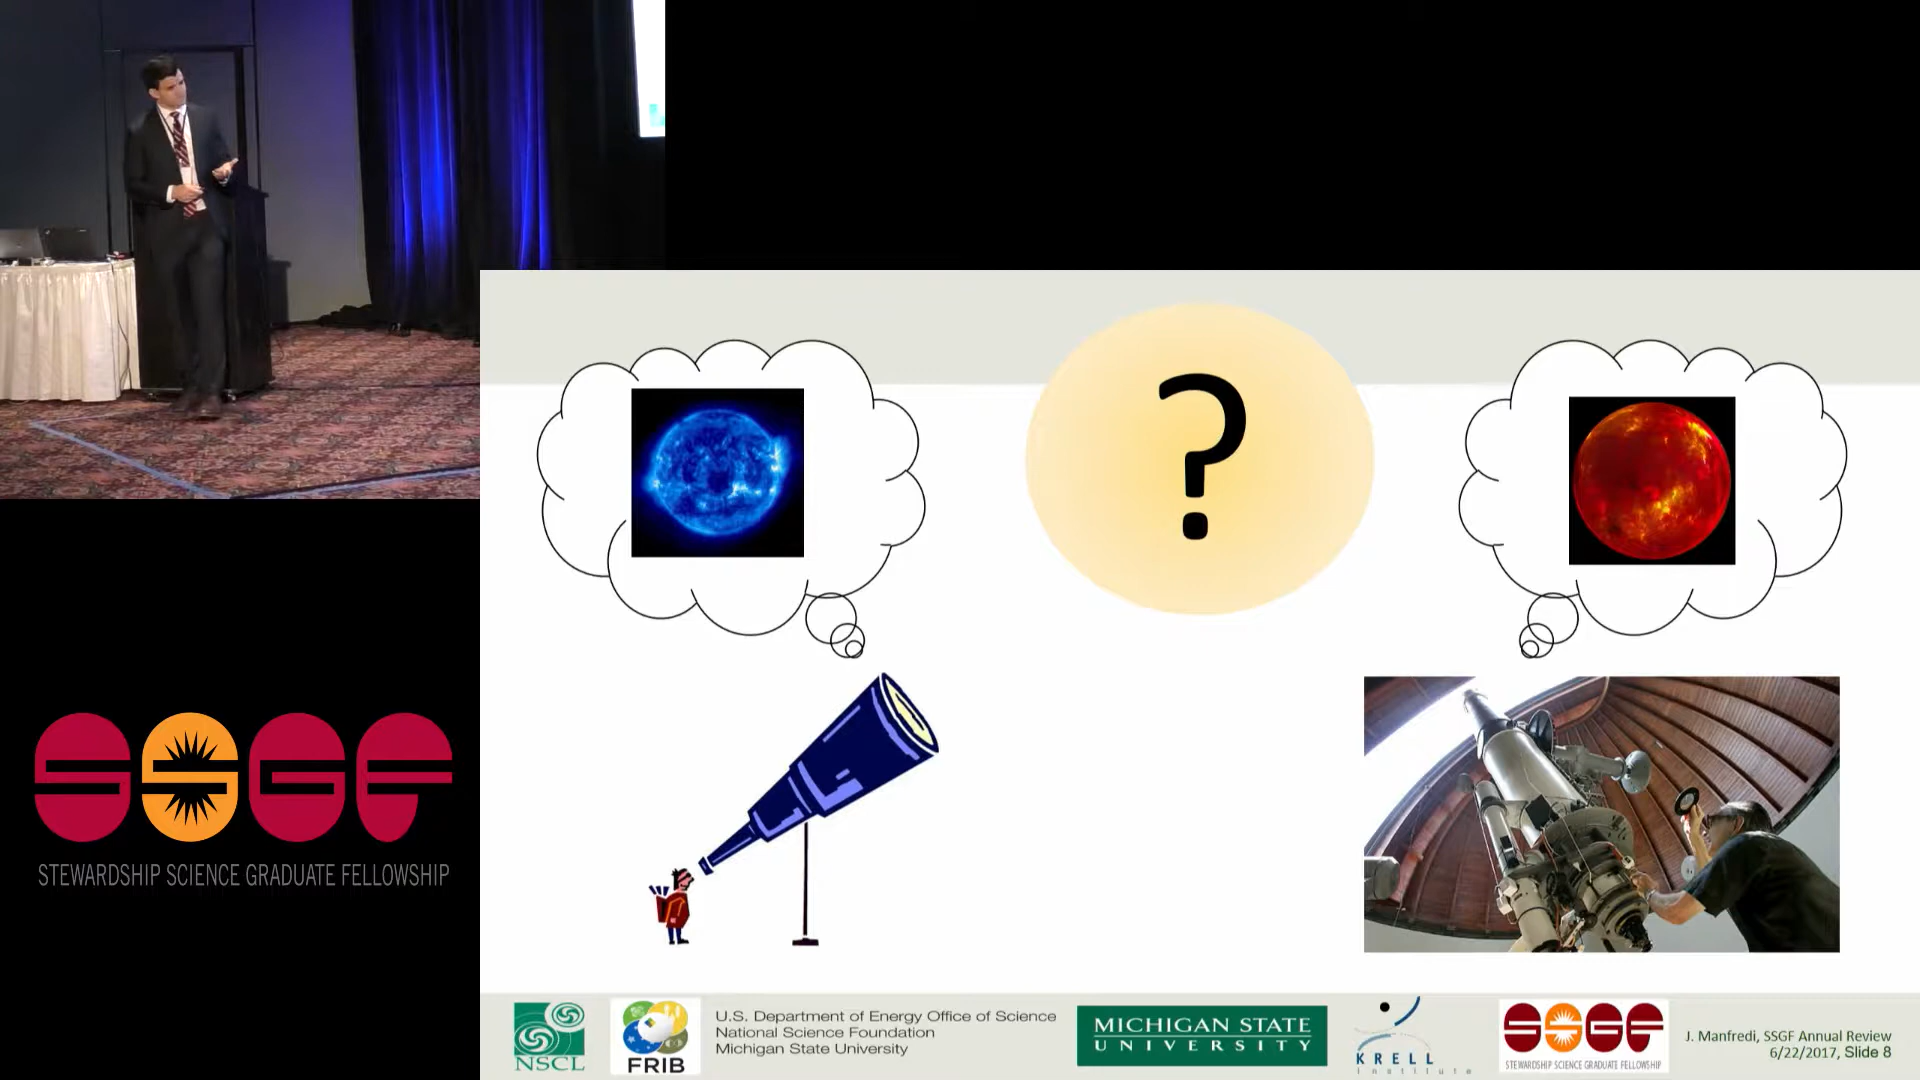 ?
SSGF
STEWARDSHIP SCIENCE GRADUATE FELLOWSHIP
NSCL
FRIB
U.S. Department of Energy Office of Science
National Science Foundation
Michigan State University
MICHIGAN STATE
UNIVERSITY
KRELL
institute
SSGF
STEWARDSHIP SCIENCE GRADUATE FELLOWSHIP
J. Manfredi, SSGF Annual Review
6/22/2017, Slide 8